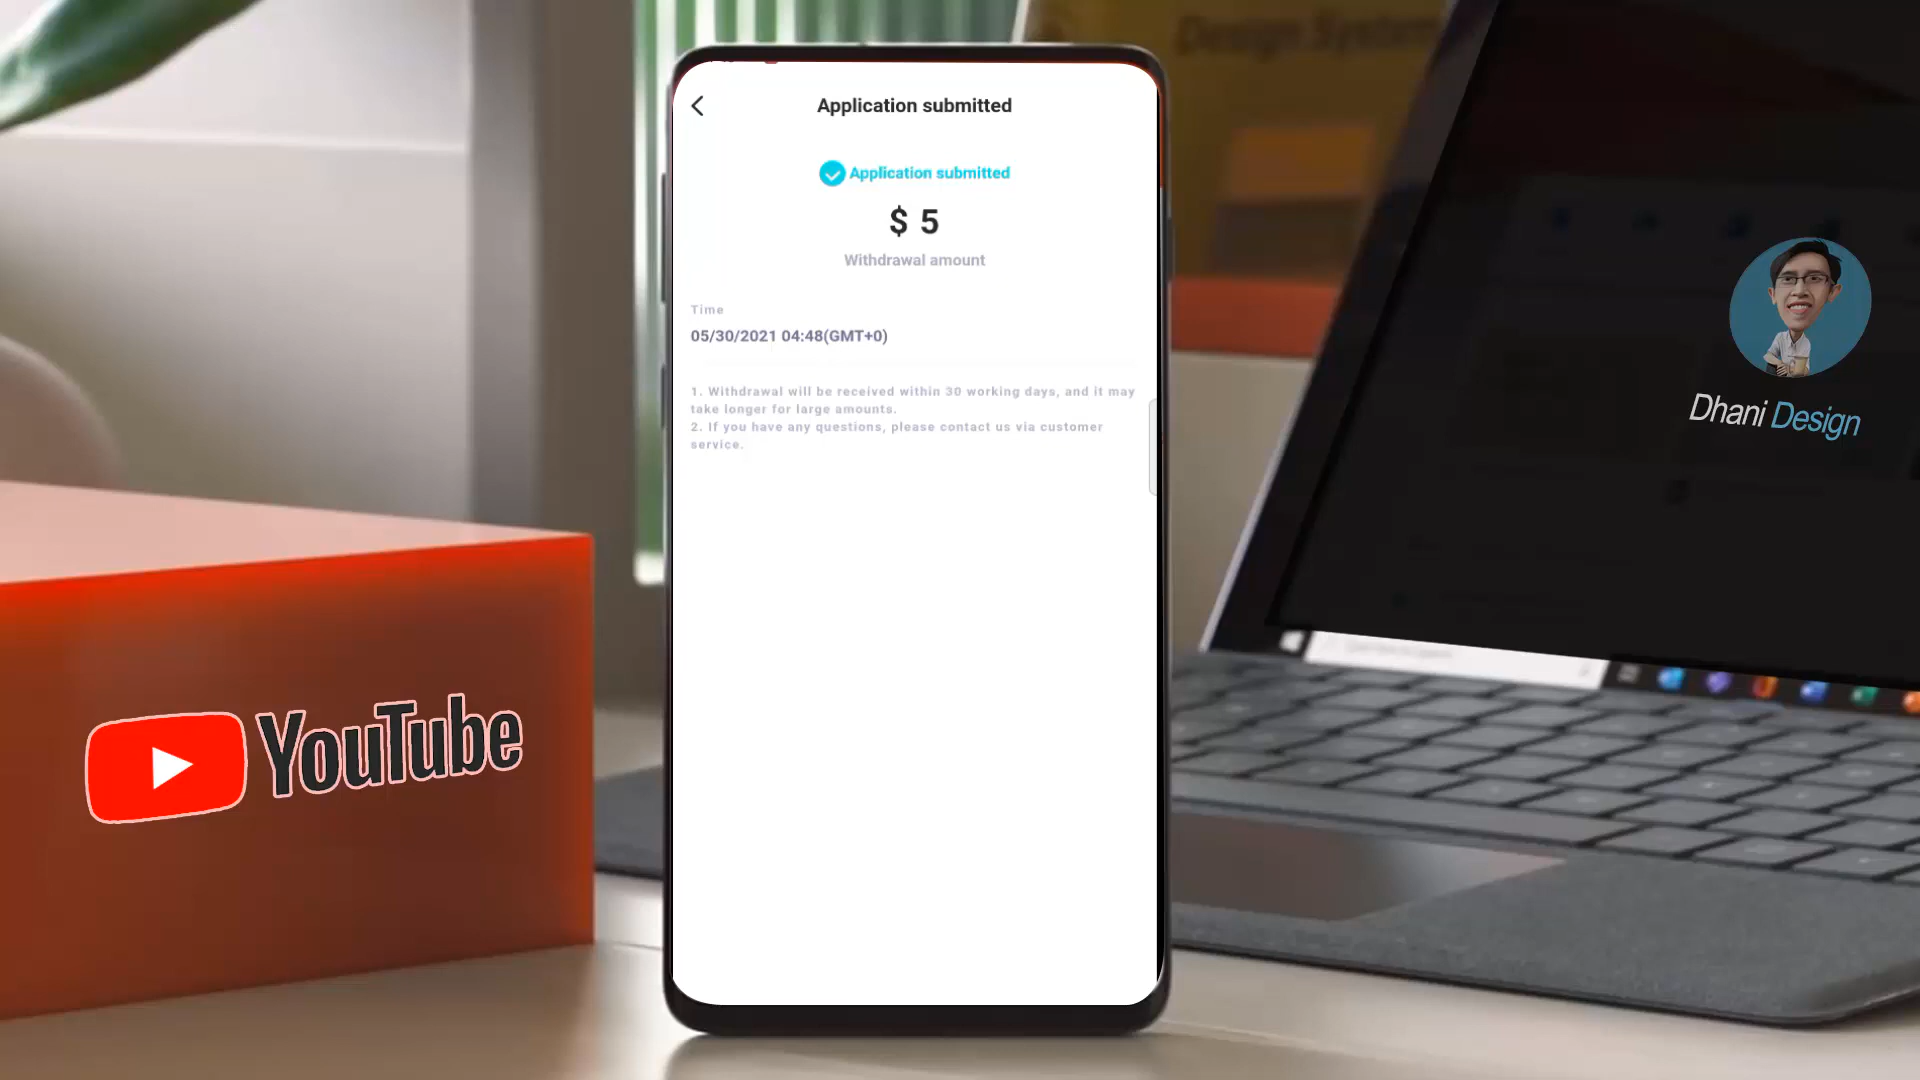 Design System
Application submitted
Application submitted
$ 5
Withdrawal amount
Time
05/30/2021 04:48(GMT+0)
1. Withdrawal will be received within 30 working days, and it may
take longer for large amounts.
2. If you have any questions, please contact us via customer
service.
Dhani Design
YouTube